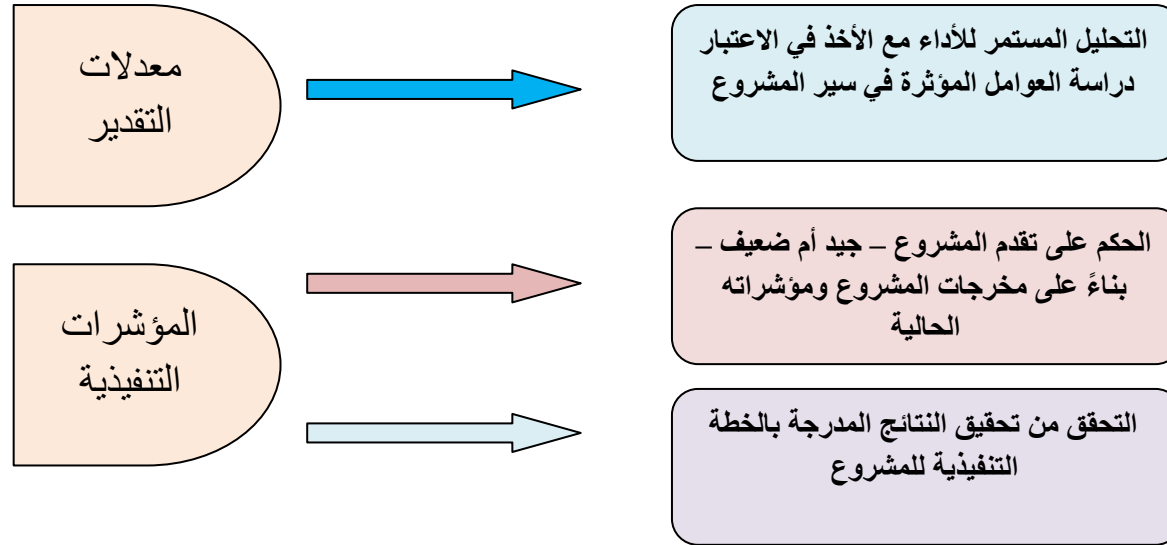 معدلات
التقدير
التحليل المستمر للأداء مع الأخذ في الاعتبار
دراسة العوامل المؤثرة في سير المشروع
المؤشرات
التنفيذية
الحكم على تقدم المشروع – جيد أم ضعيف –
بناءً على مخرجات المشروع ومؤشراته
الحالية
التحقق من تحقيق النتائج المدرجة بالخطة
التنفيذية للمشروع